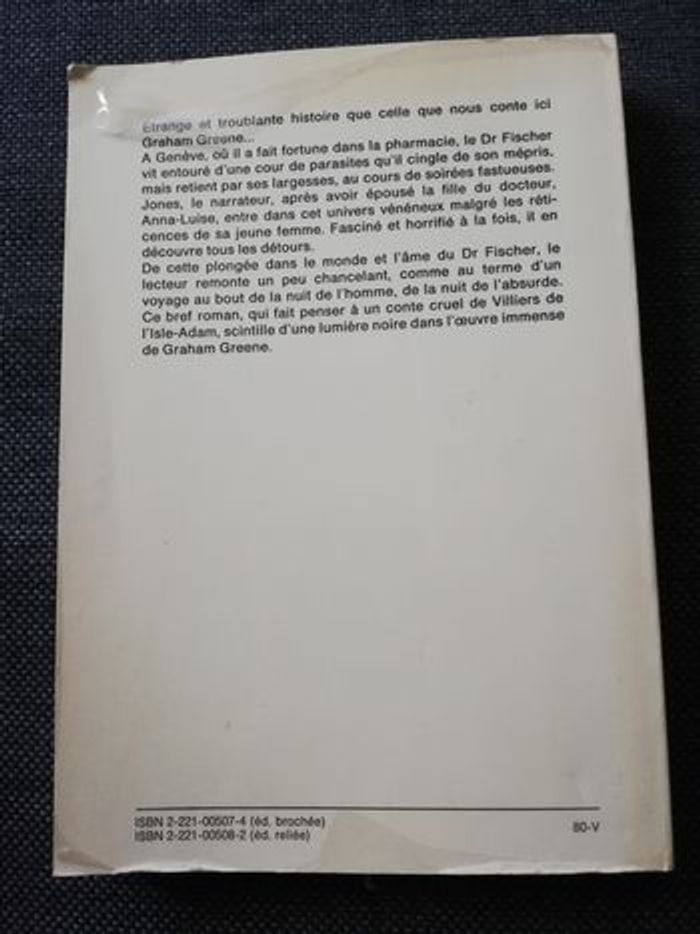 Étrange et troublante histoire que celle que nous conte ici
Graham Greene...
A Genève, où il a fait fortune dans la pharmacie, le Dr Fischer
vit entouré d'une cour de parasites qu'il cingle de son mépris,
mais retient par ses largesses, au cours de soirées fastueuses.
Jones, le narrateur, après avoir épousé la fille du docteur,
Anna-Luise, entre dans cet univers vénéneux malgré les réti-
cences de sa jeune femme. Fasciné et horrifié à la fois, il en
découvre tous les détours.
De cette plongée dans le monde et l'âme du Dr Fischer, le
lecteur remonte un peu chancelant, comme au terme d'un
voyage au bout de la nuit de l'homme, de la nuit de l'absurde.
Ce bref roman, qui fait penser à un conte cruel de Villiers de
l'Isle-Adam, scintille d'une lumière noire dans l'œuvre immense
de Graham Greene.
ISBN 2-221-00507-4 (éd. brochée)
ISBN 2-221-00508-2 (éd. reliée)
80-V